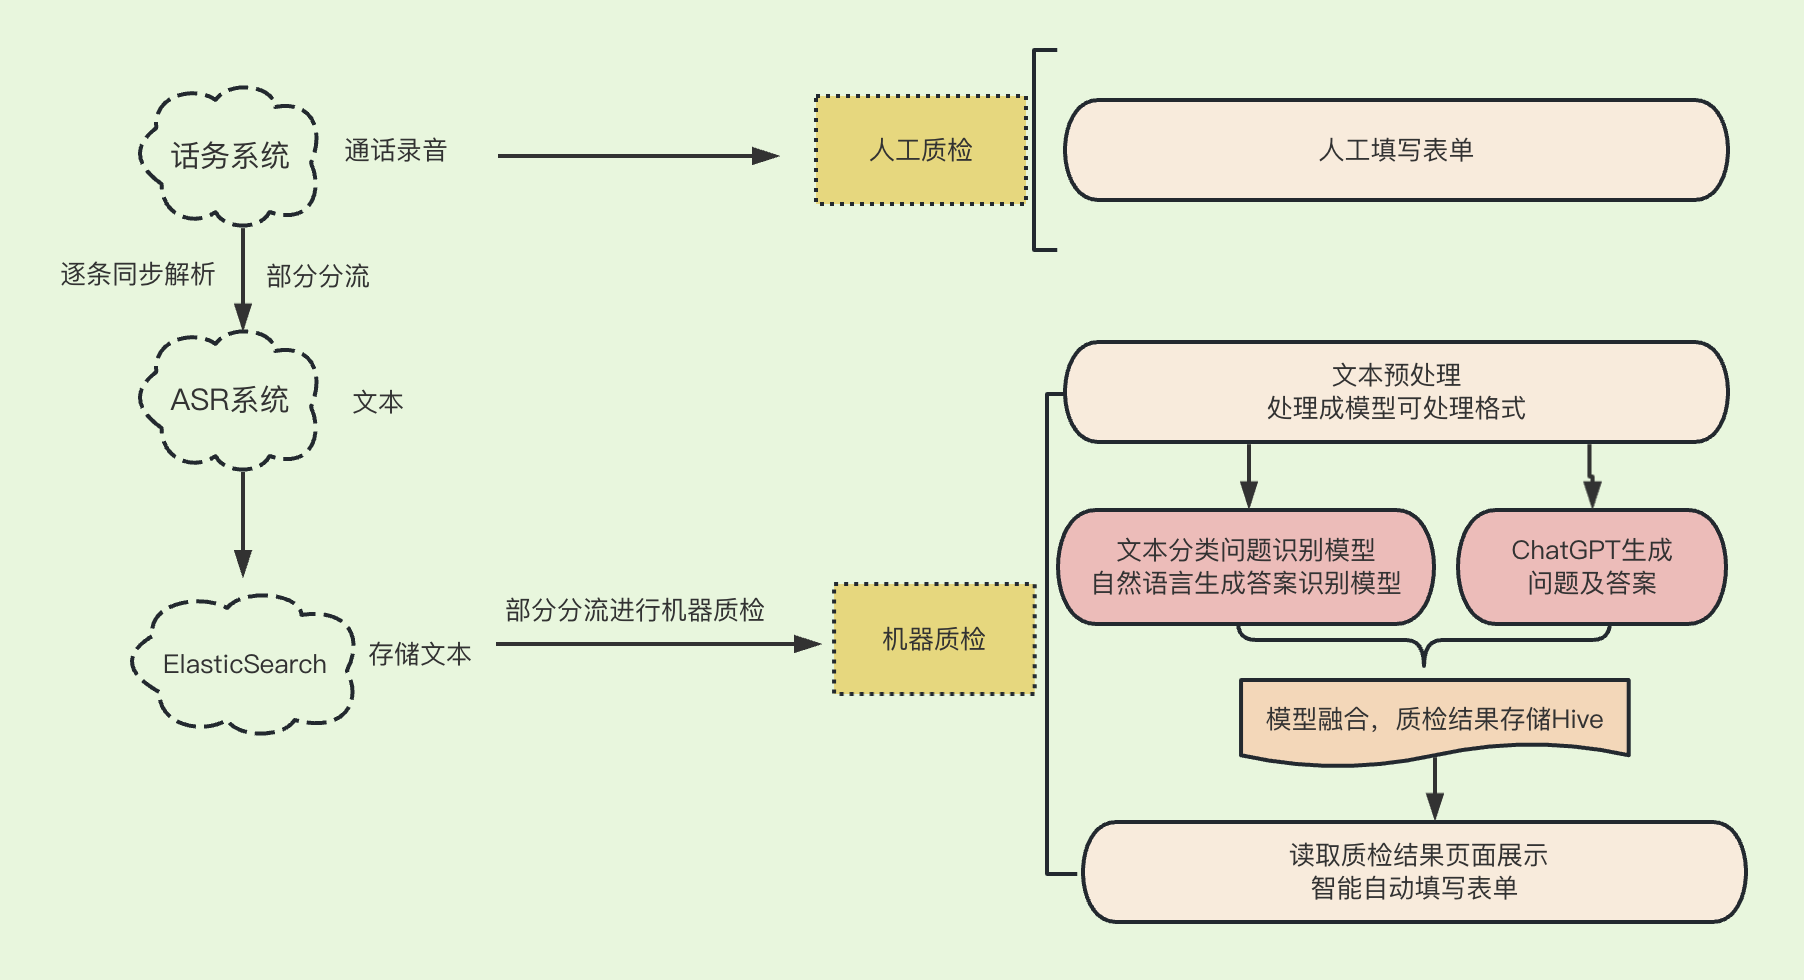 话务系统
通话录音
人工质检
人工填写表单
逐条同步解析
部分分流
ASR系统
文本
文本预处理
处理成模型可处理格式
文本分类问题识别模型
自然语言生成答案识别模型
ChatGPT生成
问题及答案
ElasticSearch
存储文本
部分分流进行机器质检
机器质检
模型融合，质检结果存储Hive
读取质检结果页面展示
智能自动填写表单